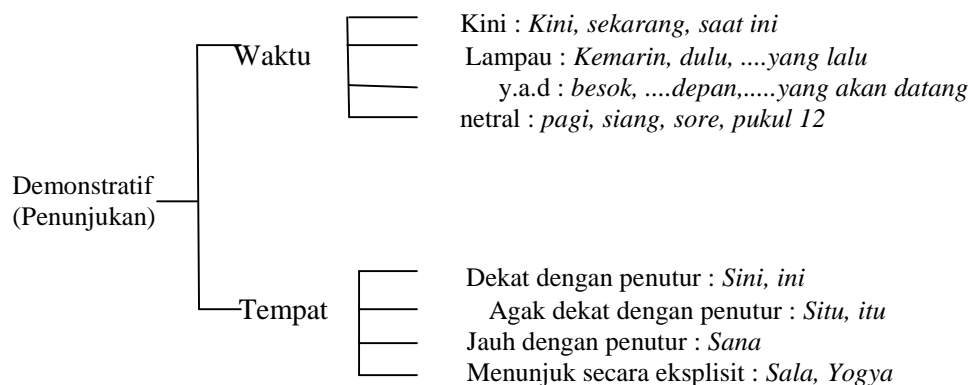 Kini : Kini, sekarang, saat ini
Waktu
Lampau : Kemarin, dulu, ....yang lalu
y.a.d : besok, ....depan,.....yang akan datang
netral : pagi, siang, sore, pukul 12
Demonstratif
(Penunjukan)
Dekat dengan penutur : Sini, ini
Tempat
Agak dekat dengan penutur : Situ, itu
Jauh dengan penutur : Sana
Menunjuk secara eksplisit : Sala, Yogya